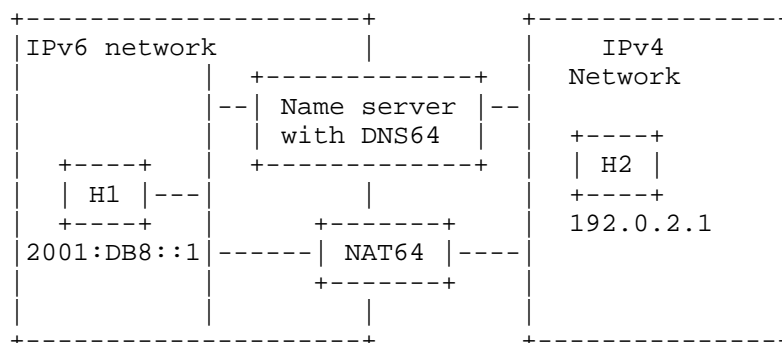 IPv6 network
IPv4
Network
Name server
with DNS64
H1
H2
192.0.2.1
2001:DB8::1
NAT64